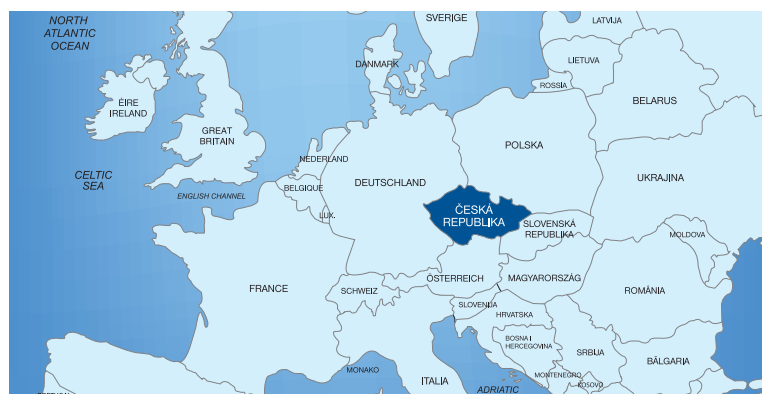 NORTH
ATLANTIC
OCEAN
SVERIGE
LATVIJA
DANMARK
LIETUVA
ROSSIA
ÉIRE
IRELAND
BELARUS
GREAT
BRITAIN
POLSKA
NEDERLAND
CELTIC
SEA
ENGLISH CHANNEL
BELGIQUE
DEUTSCHLAND
UKRAJINA
LUX.
ČESKÁ
REPUBLIKA
SLOVENSKÁ
REPUBLIKA
MOLDOVA
FRANCE
SCHWEIZ
ÖSTERREICH
MAGYARORSZÁG
ROMÂNIA
SLOVENIJA
HRVATSKA
BOSNA I
HERCEGOVINA
SRBIJA
BĂLGARIA
MONAKO
ITALIA
ADRIATIC
MONTENEGRO
KOSOVO